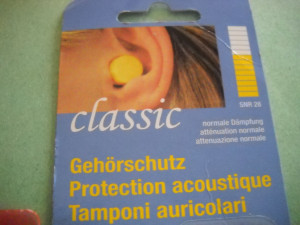 classic
SNR 28
normale Dämpfung
atténuation normale
attenuazione normale
Gehörschutz
Protection acoustique
Tamponi auricolari